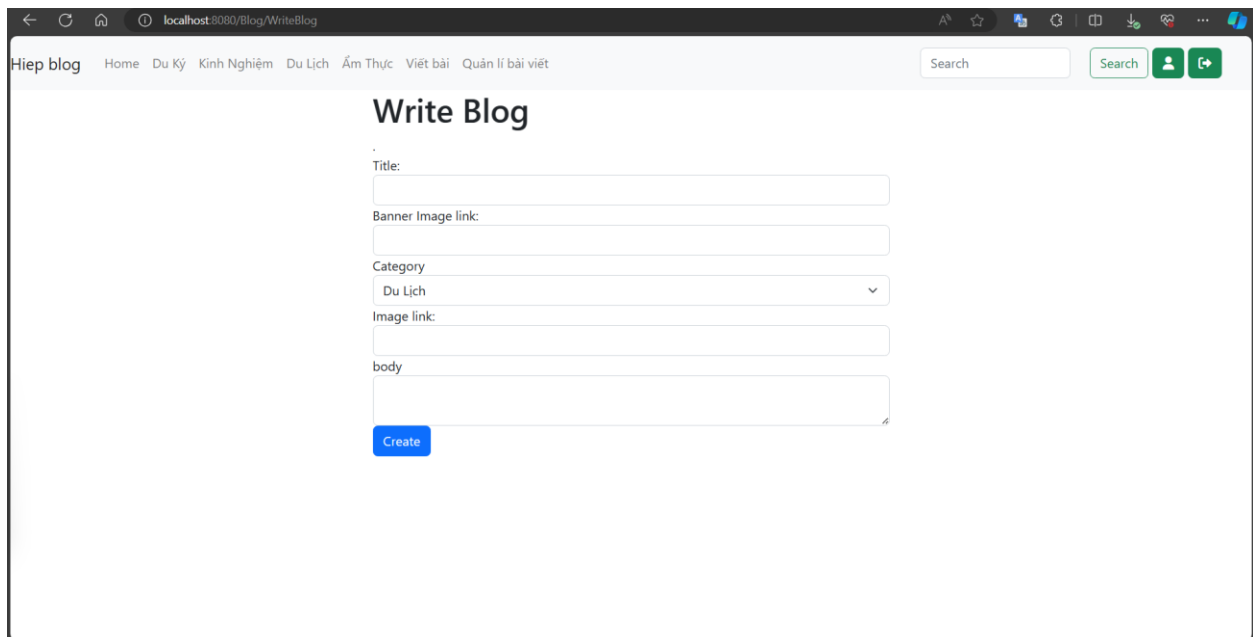 localhost:8080/Blog/WriteBlog
Hiep blog Home Du Ký Kinh Nghiệm Du Lịch Ẩm Thực Viết bài Quản lí bài viết Search Search
Write Blog
.
Title:
Banner Image link:
Category
Du Lịch
Image link:
body
Create